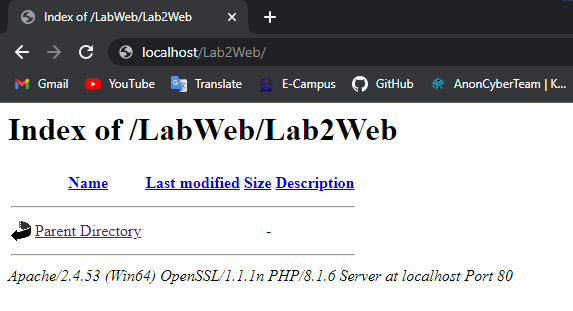 Index of /LabWeb/Lab2Web
localhost/Lab2Web/
Gmail YouTube Translate E-Campus GitHub AnonCyberTeam | K...
Index of /LabWeb/Lab2Web
Name Last modified Size Description
Parent Directory -
Apache/2.4.53 (Win64) OpenSSL/1.1.1n PHP/8.1.6 Server at localhost Port 80